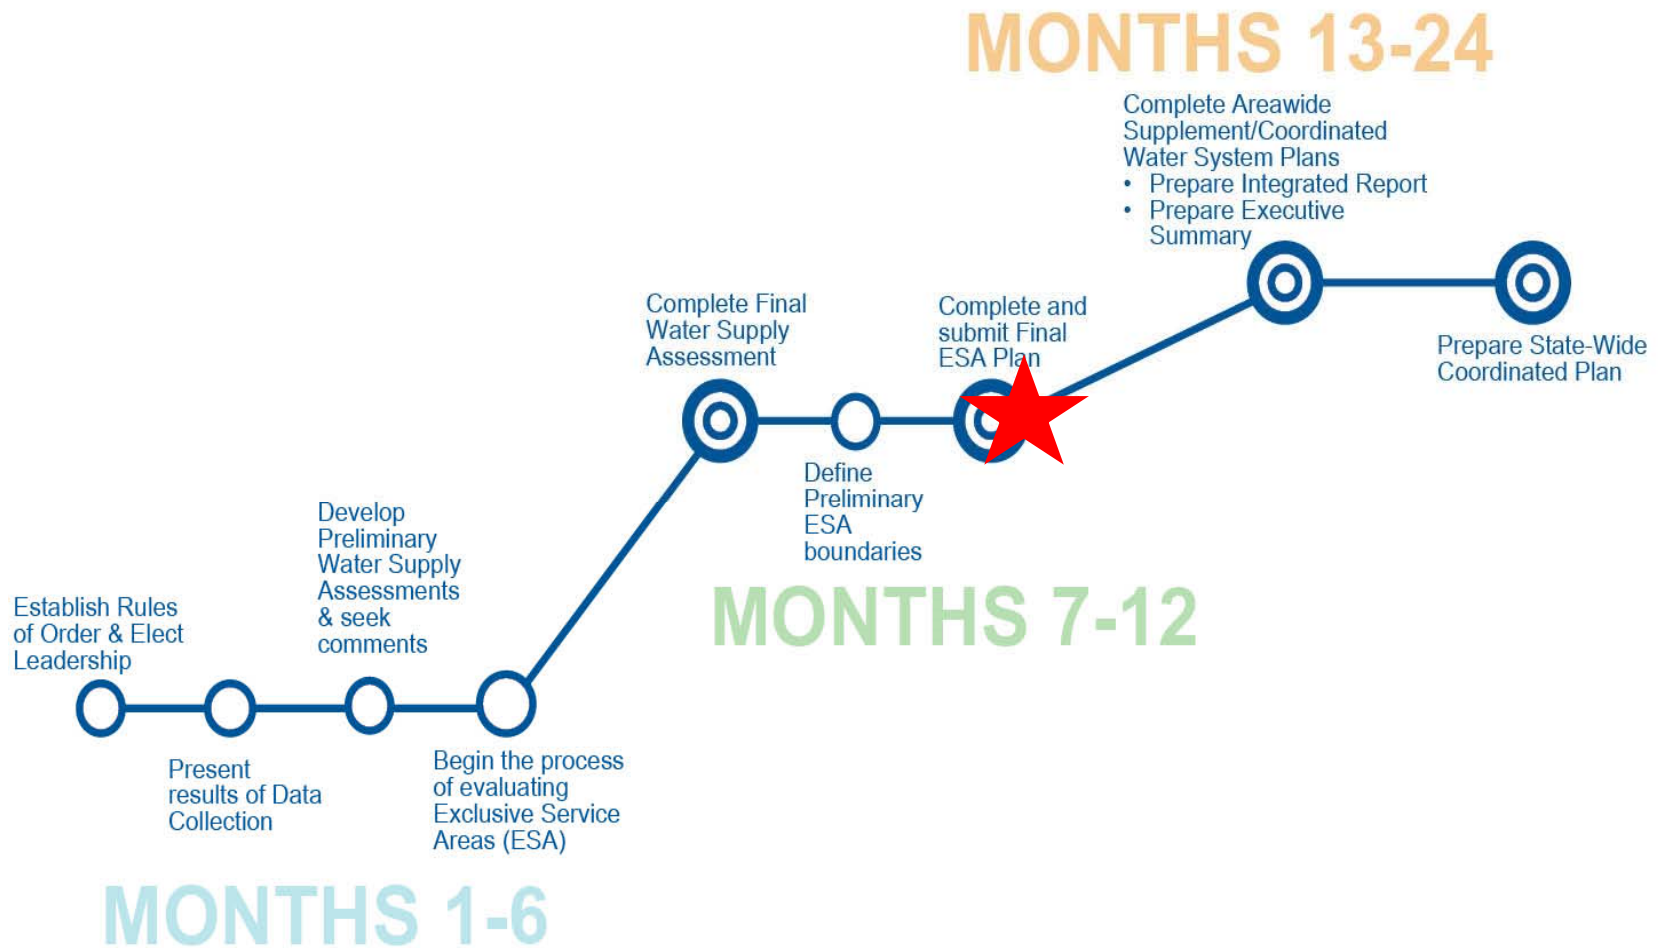 MONTHS 13-24
Complete Areawide
Supplement/Coordinated
Water System Plans
• Prepare Integrated Report
• Prepare Executive
Summary
Complete Final
Water Supply
Assessment
Complete and
submit Final
ESA Plan
Prepare State-Wide
Coordinated Plan
Define
Preliminary
ESA
boundaries
MONTHS 7-12
Develop
Preliminary
Water Supply
Assessments
& seek
comments
Establish Rules
of Order & Elect
Leadership
Present
results of Data
Collection
Begin the process
of evaluating
Exclusive Service
Areas (ESA)
MONTHS 1-6